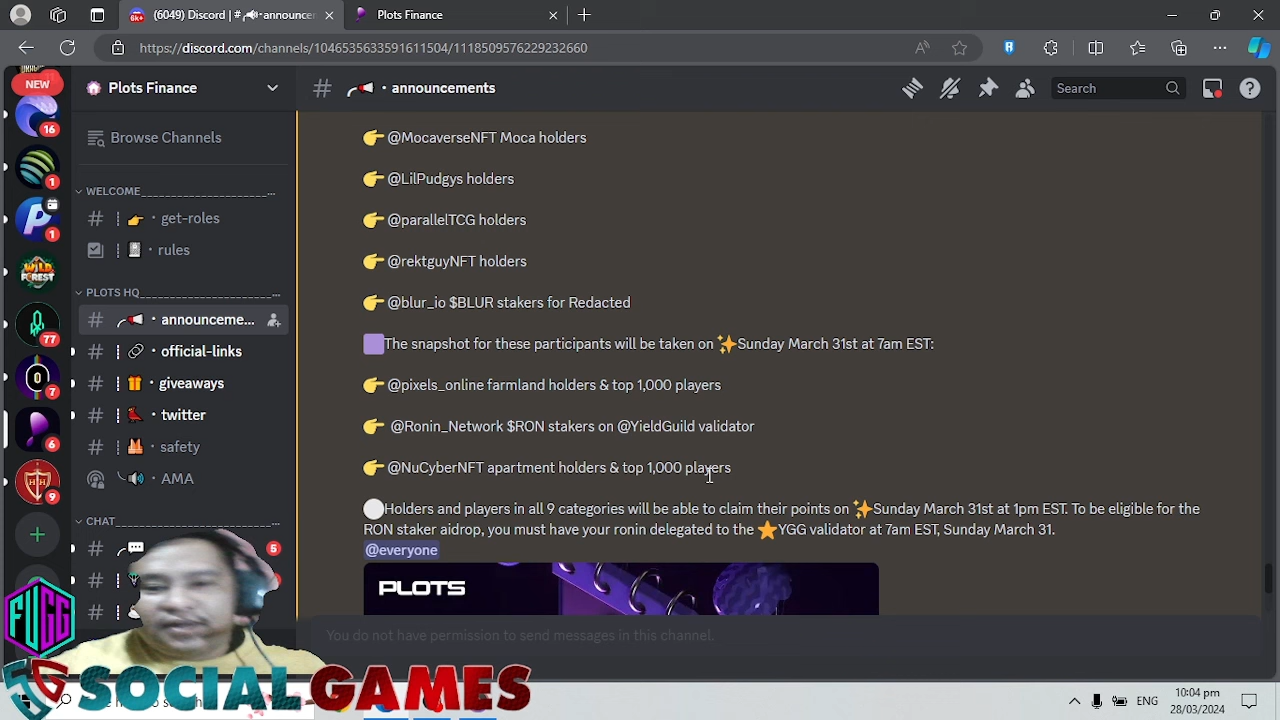 6k+
(6049) Discord | #
announcer
Plots Finance
https://discord.com/channels/1046535633591611504/1118509576229232660
NEW
16
1
1
77
7
6
9
Plots Finance
Browse Channels
WELCOME
get-roles
rules
PLOTS HQ
announceme...
official-links
giveaways
twitter
safety
AMA
CHAT
5
# · announcements
Search
@MocaverseNFT Moca holders
@LilPudgys holders
@parallelTCG holders
@rektguyNFT holders
@blur_io $BLUR stakers for Redacted
The snapshot for these participants will be taken on ✨Sunday March 31st at 7am EST:
@pixels_online farmland holders & top 1,000 players
@Ronin_Network $RON stakers on @YieldGuild validator
@NuCyberNFT apartment holders & top 1,000 players
Holders and players in all 9 categories will be able to claim their points on ✨Sunday March 31st at 1pm EST. To be eligible for the
RON staker aidrop, you must have your ronin delegated to the ⭐YGG validator at 7am EST, Sunday March 31.
@everyone
PLOTS
You do not have permission to send messages in this channel.
FUGG
SOCIALGAMES
ENG
10:04 pm
28/03/2024